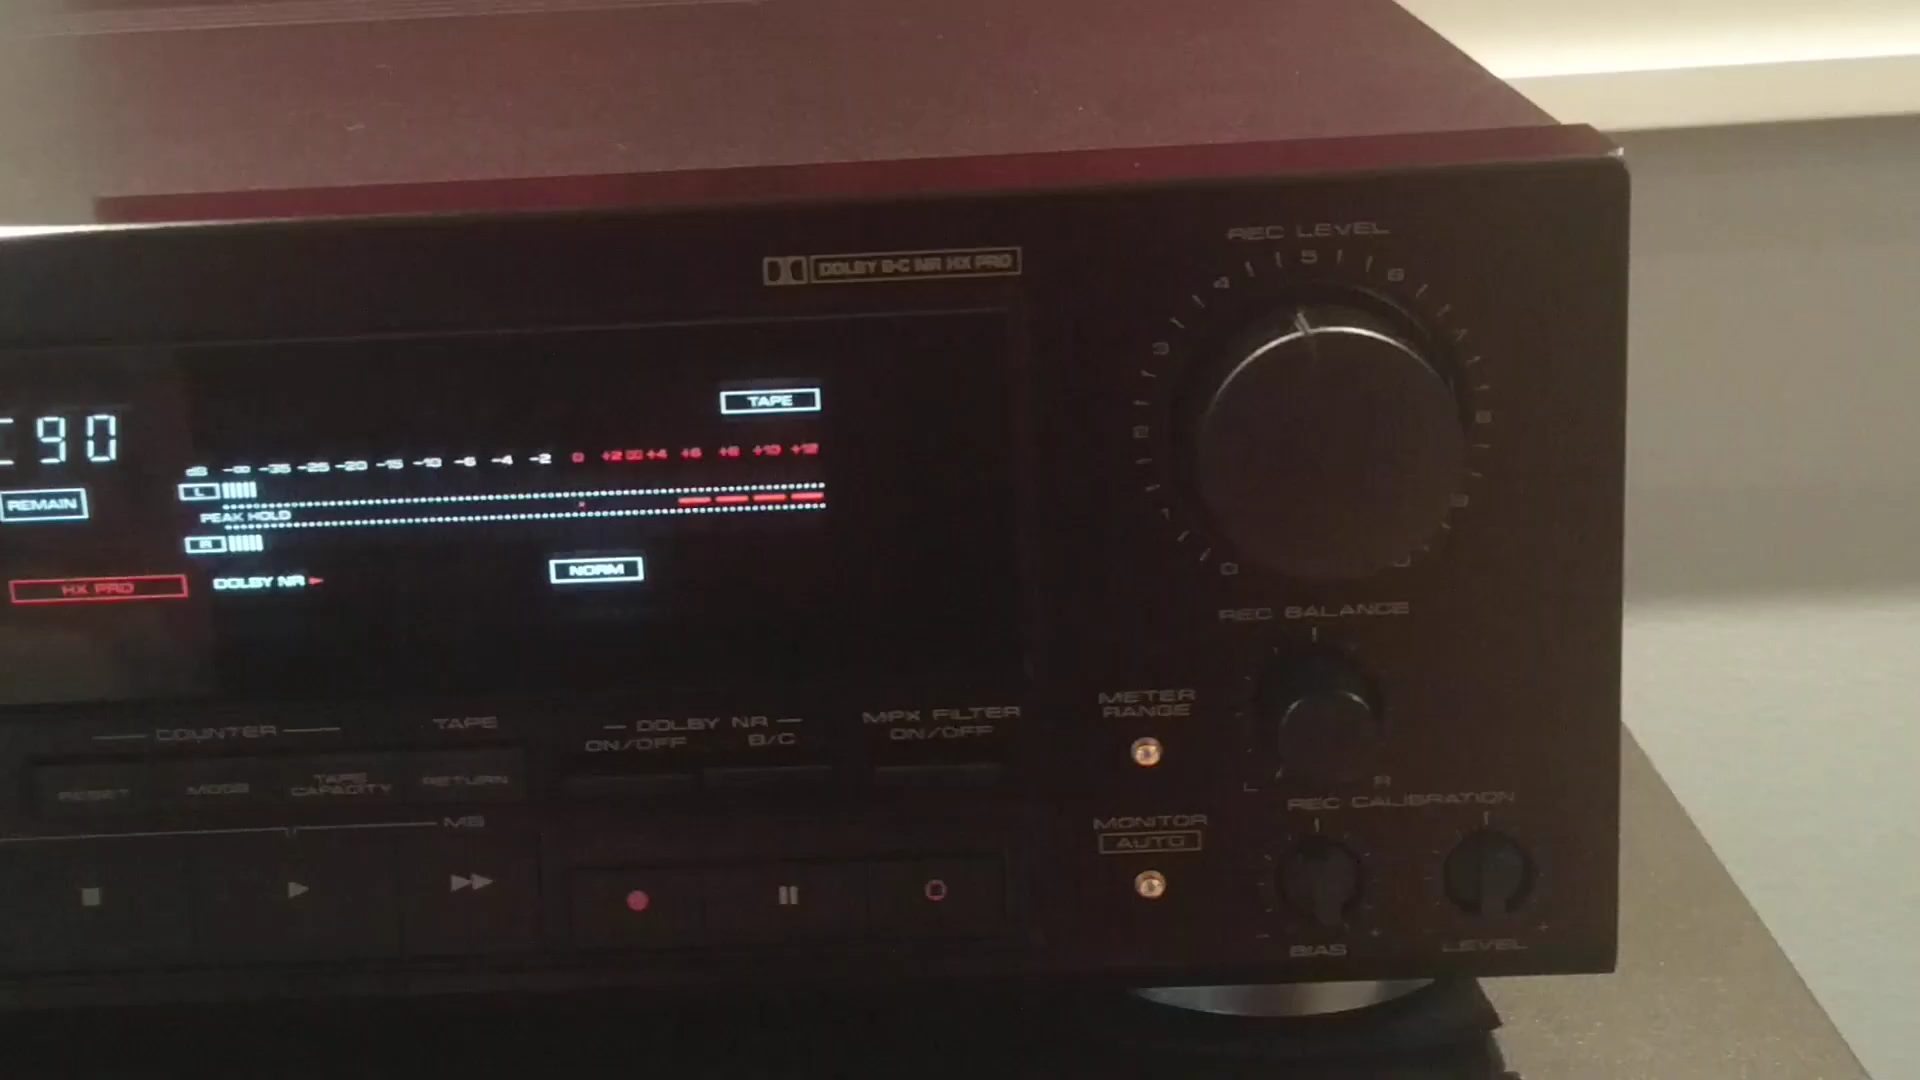 DOLBY B-C NR HX PRO
REC LEVEL
0 1 2 3 4 5 6
C 90
TAPE
dB -∞ -35 -25 -20 -15 -10 -6 -4 -2 0 +2 +4 +6 +8 +10 +12
L
REMAIN
PEAK HOLD
R
NORM
HX PRO
DOLBY NR
REC BALANCE
L R
METER
RANGE
COUNTER
TAPE
DOLBY NR
ON/OFF B/C
MPX FILTER
ON/OFF
RESET MODE
TAPE
CAPACITY
RETURN
MS
MONITOR
AUTO
REC CALIBRATION
- +
BIAS
+
LEVEL